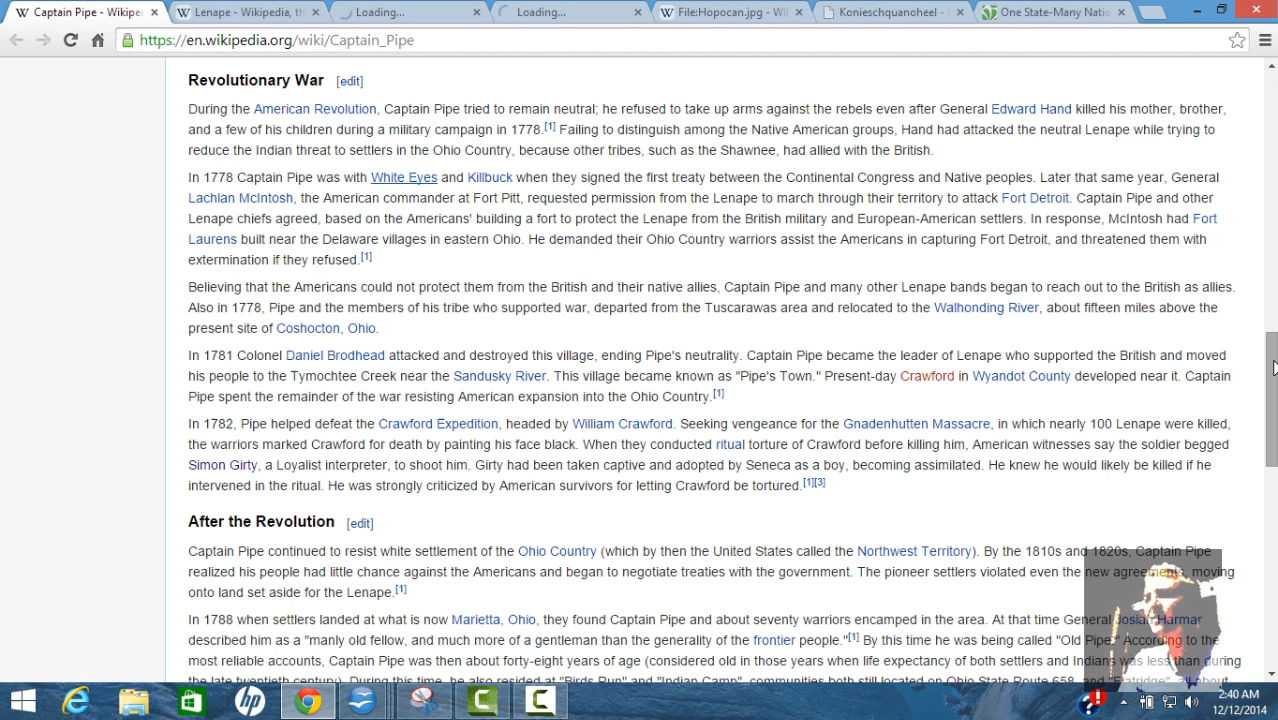 Captain Pipe - Wikipe
Lenape - Wikipedia, th
Loading...
Loading...
File:Hopocan.jpg - Wi
Konieschquanoheel -
One State-Many Natio
https://en.wikipedia.org/wiki/Captain_Pipe
Revolutionary War [edit]
During the American Revolution, Captain Pipe tried to remain neutral; he refused to take up arms against the rebels even after General Edward Hand killed his mother, brother,
and a few of his children during a military campaign in 1778.[1] Failing to distinguish among the Native American groups, Hand had attacked the neutral Lenape while trying to
reduce the Indian threat to settlers in the Ohio Country, because other tribes, such as the Shawnee, had allied with the British.
In 1778 Captain Pipe was with White Eyes and Killbuck when they signed the first treaty between the Continental Congress and Native peoples. Later that same year, General
Lachlan McIntosh, the American commander at Fort Pitt, requested permission from the Lenape to march through their territory to attack Fort Detroit. Captain Pipe and other
Lenape chiefs agreed, based on the Americans' building a fort to protect the Lenape from the British military and European-American settlers. In response, McIntosh had Fort
Laurens built near the Delaware villages in eastern Ohio. He demanded their Ohio Country warriors assist the Americans in capturing Fort Detroit, and threatened them with
extermination if they refused.[1]
Believing that the Americans could not protect them from the British and their native allies, Captain Pipe and many other Lenape bands began to reach out to the British as allies.
Also in 1778, Pipe and the members of his tribe who supported war, departed from the Tuscarawas area and relocated to the Walhonding River, about fifteen miles above the
present site of Coshocton, Ohio.
In 1781 Colonel Daniel Brodhead attacked and destroyed this village, ending Pipe's neutrality. Captain Pipe became the leader of Lenape who supported the British and moved
his people to the Tymochtee Creek near the Sandusky River. This village became known as "Pipe's Town." Present-day Crawford in Wyandot County developed near it. Captain
Pipe spent the remainder of the war resisting American expansion into the Ohio Country.[1]
In 1782, Pipe helped defeat the Crawford Expedition, headed by William Crawford. Seeking vengeance for the Gnadenhutten Massacre, in which nearly 100 Lenape were killed,
the warriors marked Crawford for death by painting his face black. When they conducted ritual torture of Crawford before killing him, American witnesses say the soldier begged
Simon Girty, a Loyalist interpreter, to shoot him. Girty had been taken captive and adopted by Seneca as a boy, becoming assimilated. He knew he would likely be killed if he
intervened in the ritual. He was strongly criticized by American survivors for letting Crawford be tortured.[1][3]
After the Revolution [edit]
Captain Pipe continued to resist white settlement of the Ohio Country (which by then the United States called the Northwest Territory). By the 1810s and 1820s, Captain Pipe
realized his people had little chance against the Americans and began to negotiate treaties with the government. The pioneer settlers violated even the new agreements, moving
onto land set aside for the Lenape.[1]
In 1788 when settlers landed at what is now Marietta, Ohio, they found Captain Pipe and about seventy warriors encamped in the area. At that time General Josiah Harmar
described him as a "manly old fellow, and much more of a gentleman than the generality of the frontier people."[1] By this time he was being called "Old Pipe." According to the
most reliable accounts, Captain Pipe was then about forty-eight years of age (considered old in those years when life expectancy of both settlers and Indians was less than during
the late twentieth century). During this time, he also resided at "Birds Run" and "Indian Camp", communities both still located on Ohio State Route 658, and "Flatridge", all about
2:40 AM
12/12/2014